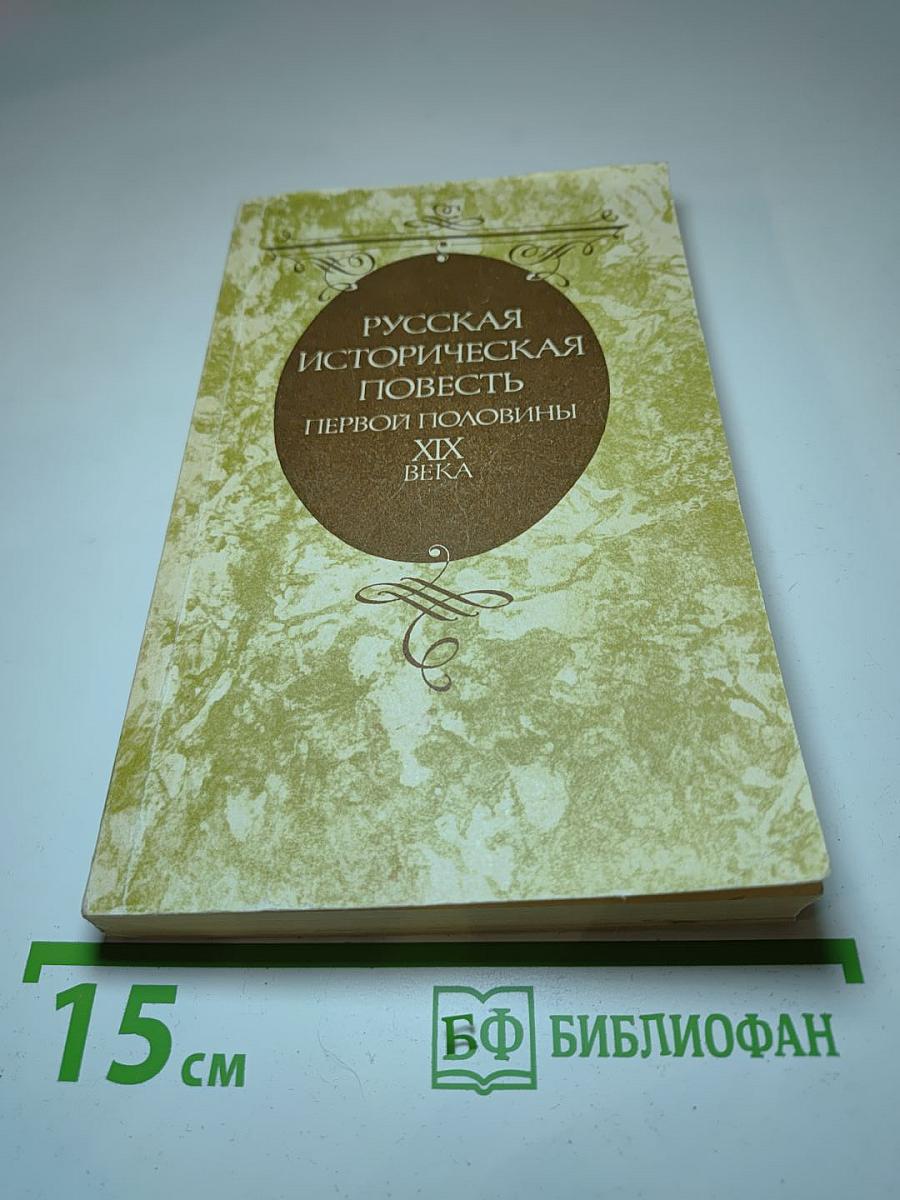 РУССКАЯ
ИСТОРИЧЕСКАЯ
ПОВЕСТЬ
ПЕРВОЙ ПОЛОВИНЫ
XIX
ВЕКА
15 см
БФ БИБЛИОФАН